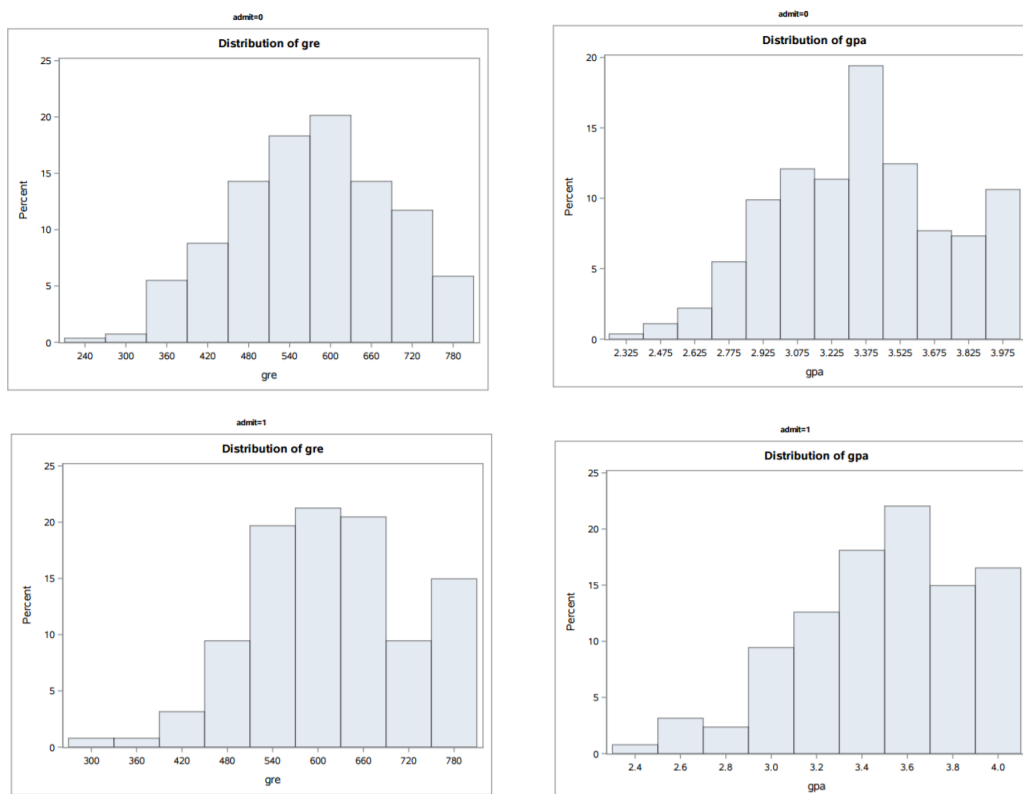 admit=0
Distribution of gre
25
20
15
10
5
0
Percent
240 300 360 420 480 540 600 660 720 780
gre
admit=0
Distribution of gpa
20
15
10
5
0
Percent
2.325 2.475 2.625 2.775 2.925 3.075 3.225 3.375 3.525 3.675 3.825 3.975
gpa
admit=1
Distribution of gre
25
20
15
10
5
0
Percent
300 360 420 480 540 600 660 720 780
gre
admit=1
Distribution of gpa
25
20
15
10
5
0
Percent
2.4 2.6 2.8 3.0 3.2 3.4 3.6 3.8 4.0
gpa